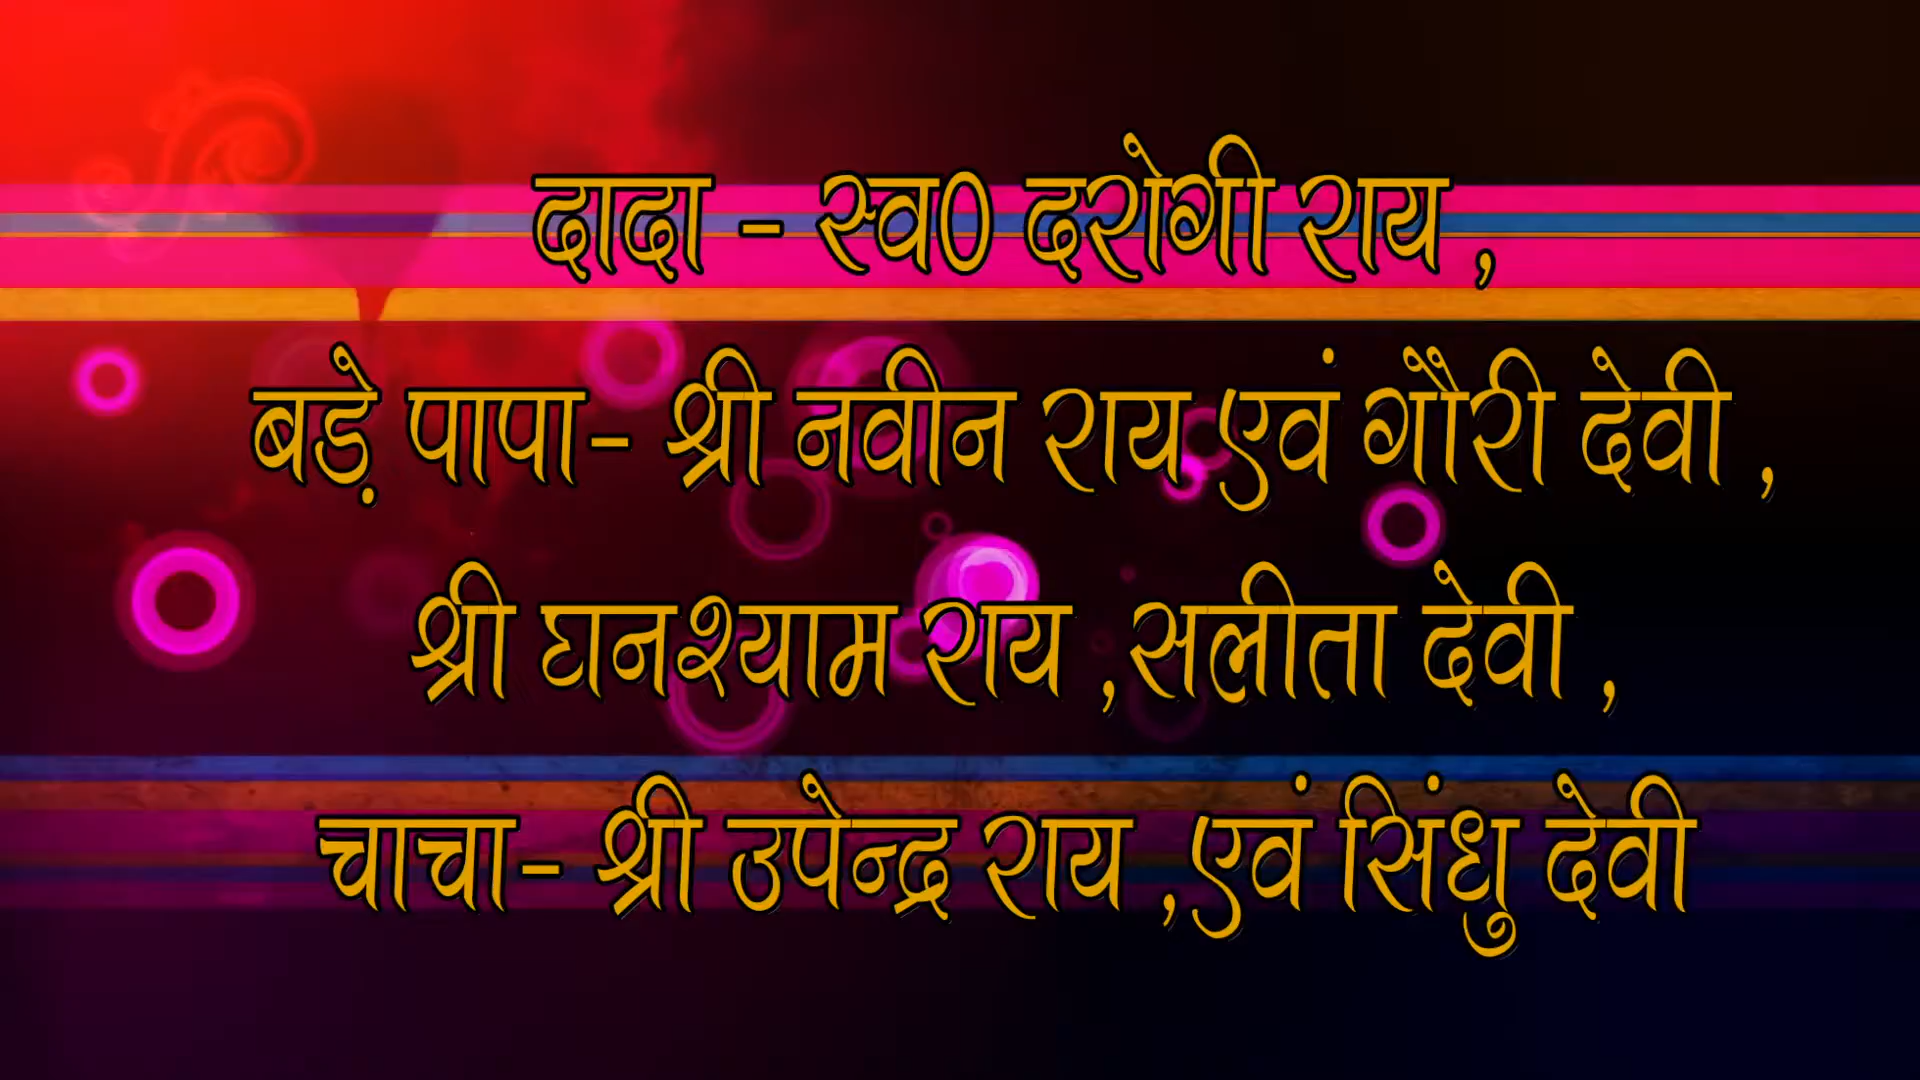 दादा - स्व0 दरोगी राय ,
बड़े पापा- श्री नवीन राय एवं गौरी देवी ,
श्री घनश्याम राय ,सलीता देवी ,
चाचा- श्री उपेन्द्र राय ,एवं सिंधु देवी